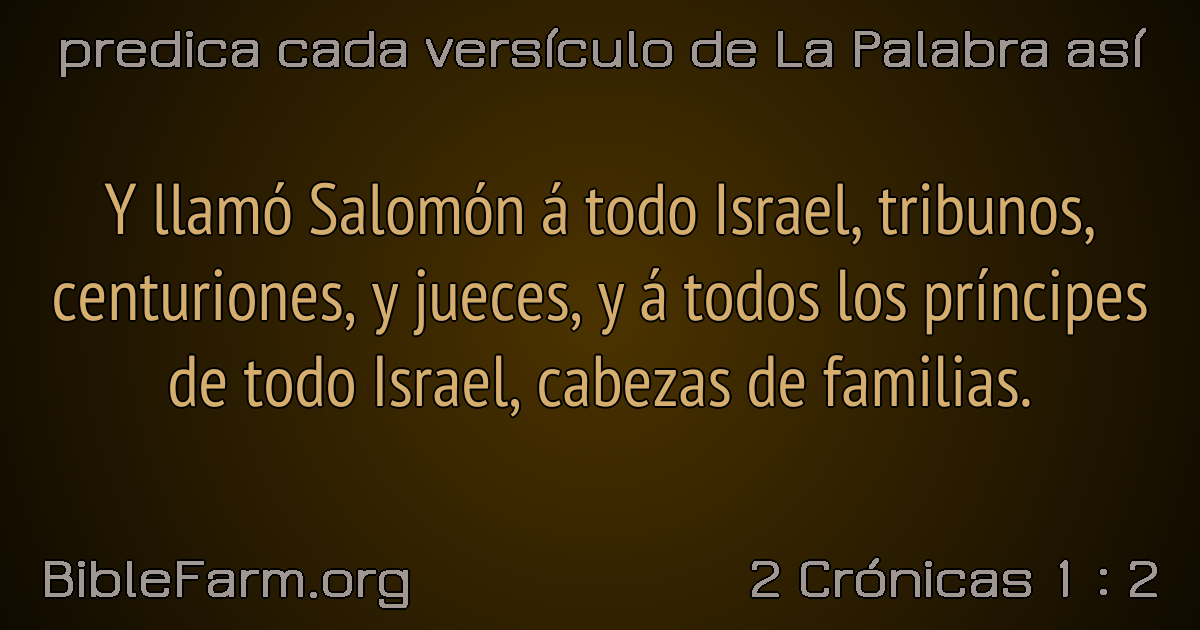 predica cada versículo de La Palabra así
Y llamó Salomón á todo Israel, tribunos,
centuriones, y jueces, y á todos los príncipes
de todo Israel, cabezas de familias.
BibleFarm.org
2 Crónicas 1 : 2